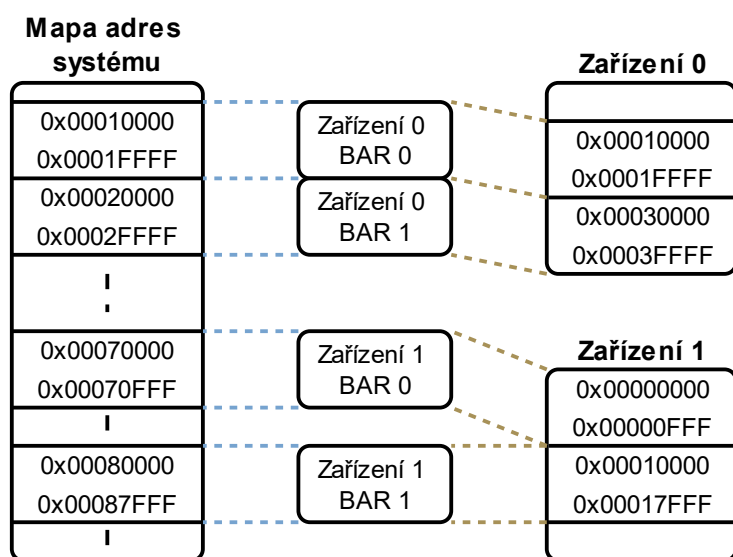 Mapa adres
systému
0x00010000
0x0001FFFF
0x00020000
0x0002FFFF
0x00070000
0x00070FFF
0x00080000
0x00087FFF
Zařízení 0
BAR 0
Zařízení 0
BAR 1
Zařízení 1
BAR 0
Zařízení 1
BAR 1
Zařízení 0
0x00010000
0x0001FFFF
0x00030000
0x0003FFFF
Zařízení 1
0x00000000
0x00000FFF
0x00010000
0x00017FFF